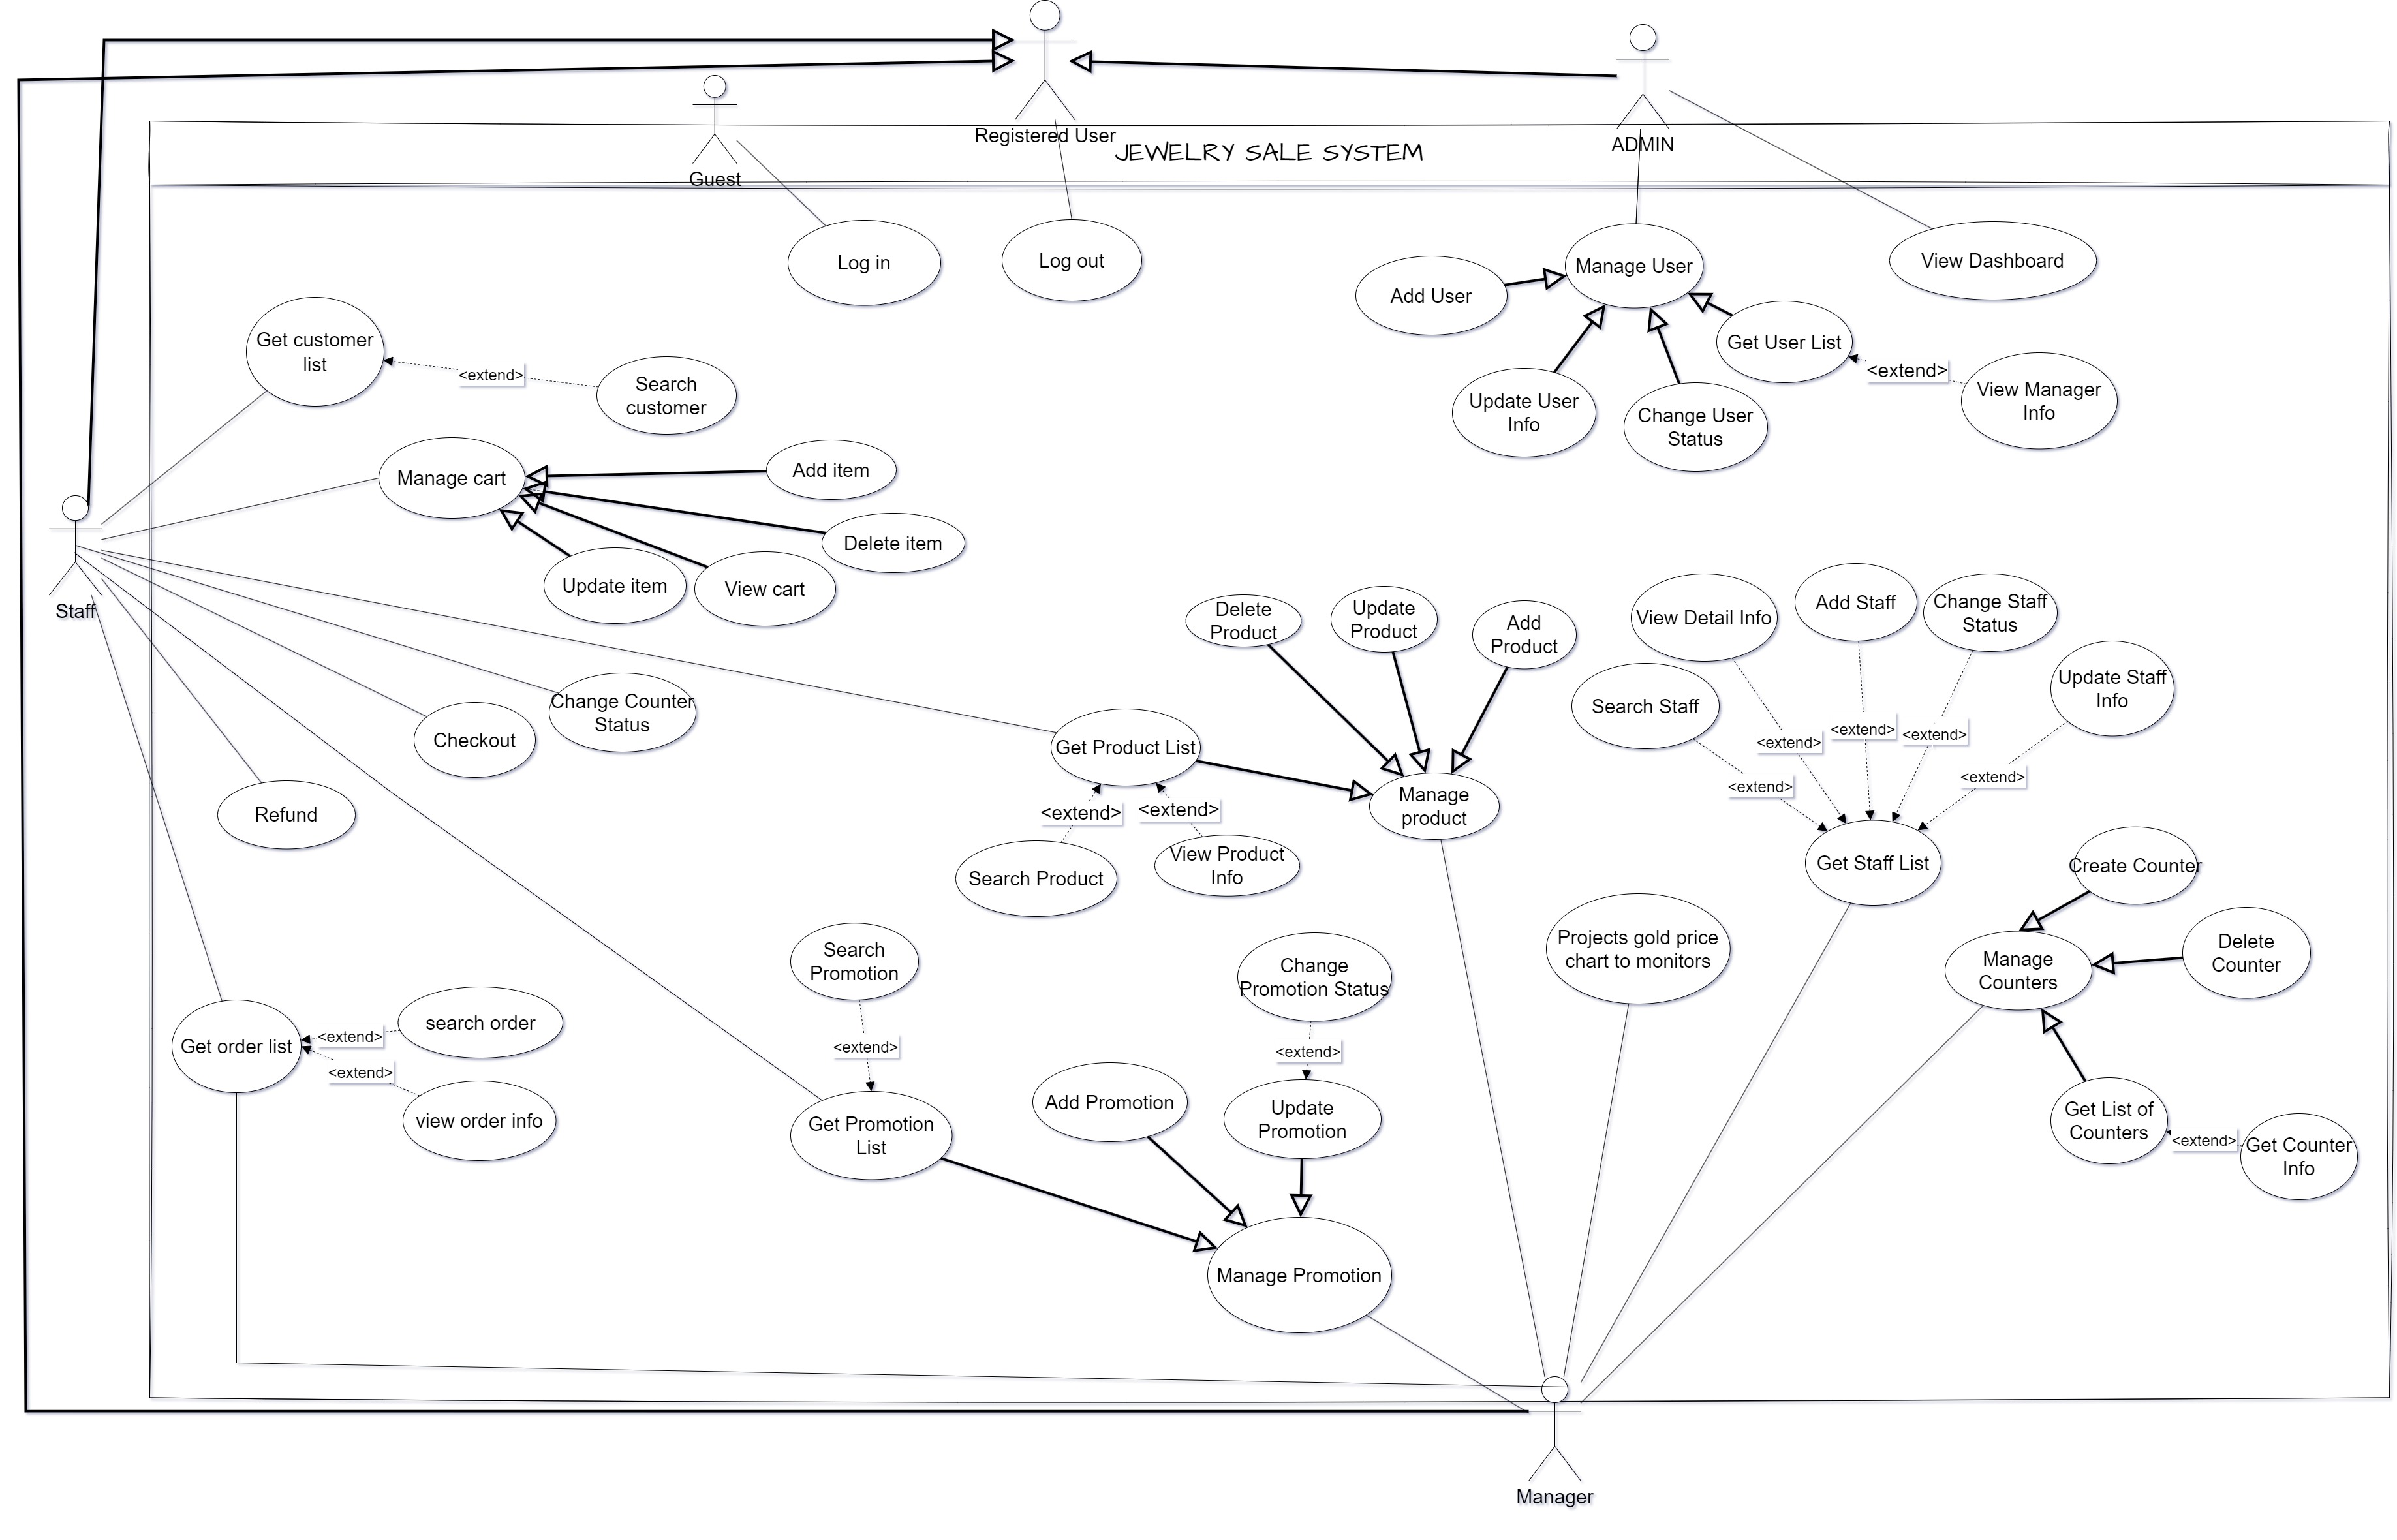 Registered User
JEWELRY SALE SYSTEM
ADMIN
Guest
Log in
Log out
Manage User
View Dashboard
Add User
Get User List
<extend>
View Manager
Info
Update User
Info
Change User
Status
Get customer
list
<extend>
Search
customer
Manage cart
Add item
Delete item
Update item
View cart
Staff
Delete
Product
Update
Product
Add
Product
View Detail Info
Add Staff
Change Staff
Status
Search Staff
Update Staff
Info
Change Counter
Status
Checkout
Get Product List
<extend>
<extend>
<extend>
<extend>
<extend>
Refund
<extend>
<extend>
Manage
product
Search Product
View Product
Info
Get Staff List
Create Counter
Search
Promotion
Change
Promotion Status
Projects gold price
chart to monitors
Manage
Counters
Delete
Counter
Get order list
<extend>
search order
<extend>
view order info
<extend>
<extend>
Add Promotion
Update
Promotion
Get Promotion
List
Get List of
Counters
<extend>
Get Counter
Info
Manage Promotion
Manager